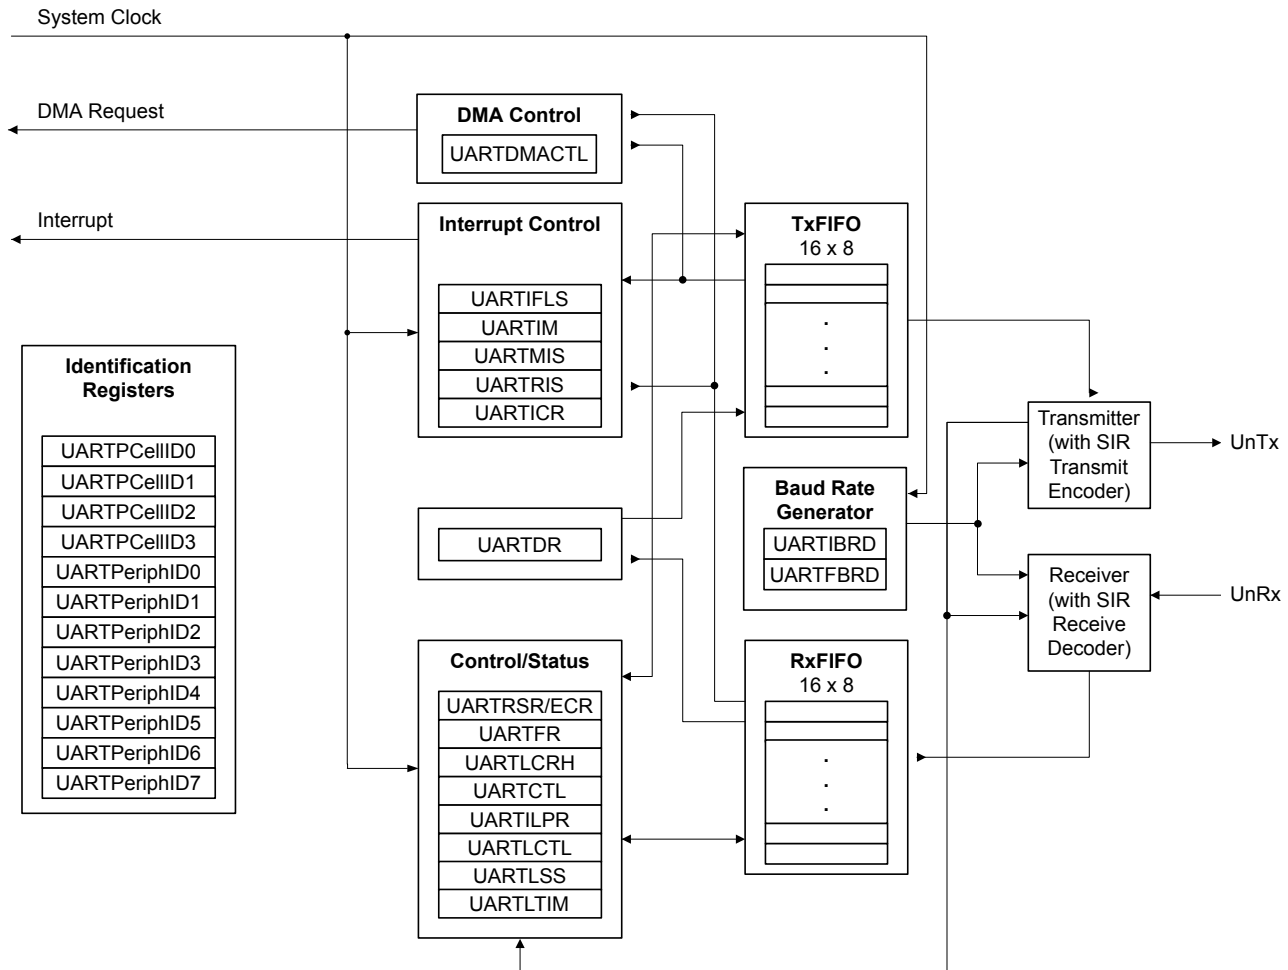 System Clock
DMA Request
DMA Control
UARTDMACTL
Interrupt
Interrupt Control
UARTIFLS
UARTIM
UARTMIS
UARTRIS
UARTICR
TxFIFO
16 x 8
.
.
.
Identification
Registers
UARTPCellID0
UARTPCellID1
UARTPCellID2
UARTPCellID3
UARTPeriphID0
UARTPeriphID1
UARTPeriphID2
UARTPeriphID3
UARTPeriphID4
UARTPeriphID5
UARTPeriphID6
UARTPeriphID7
UARTDR
Baud Rate
Generator
UARTIBRD
UARTFBRD
Transmitter
(with SIR
Transmit
Encoder)
UnTx
Receiver
(with SIR
Receive
Decoder)
UnRx
Control/Status
UARTRSR/ECR
UARTFR
UARTLCRH
UARTCTL
UARTILPR
UARTLCTL
UARTLSS
UARTLTIM
RxFIFO
16 x 8
.
.
.